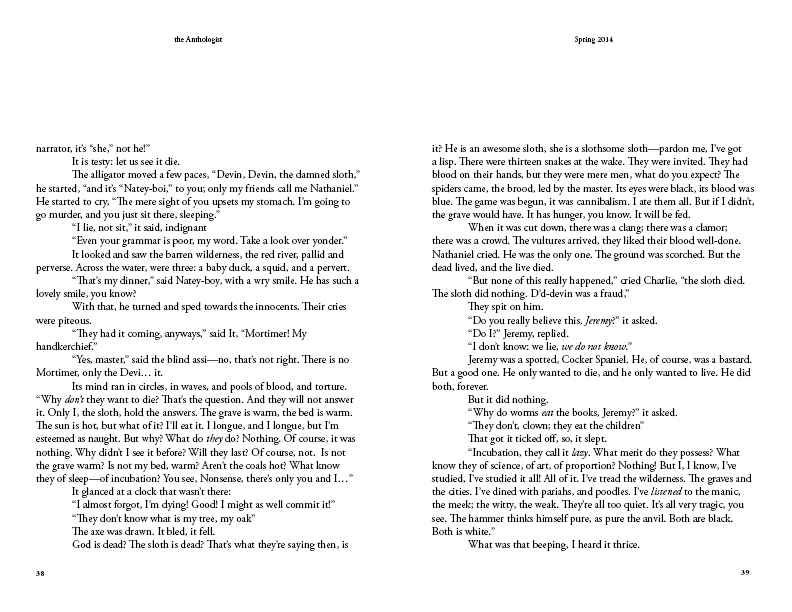 the Anthologist
narrator, it's "she," not he!"
It is testy: let us see it die.
The alligator moved a few paces, "Devin, Devin, the damned sloth,"
he started, "and it's "Natey-boi," to you; only my friends call me Nathaniel."
He started to cry, "The mere sight of you upsets my stomach. I'm going to
go murder, and you just sit there, sleeping."
"I lie, not sit," it said, indignant
"Even your grammar is poor, my word. Take a look over yonder."
It looked and saw the barren wilderness, the red river, pallid and
perverse. Across the water, were three: a baby duck, a squid, and a pervert.
"That's my dinner," said Natey-boy, with a wry smile. He has such a
lovely smile, you know?
With that, he turned and sped towards the innocents. Their cries
were piteous.
"They had it coming, anyways," said It, "Mortimer! My
handkerchief."
"Yes, master," said the blind assi—no, that's not right. There is no
Mortimer, only the Devi… it.
Its mind ran in circles, in waves, and pools of blood, and torture.
"Why don't they want to die? That's the question. And they will not answer
it. Only I, the sloth, hold the answers. The grave is warm, the bed is warm.
The sun is hot, but what of it? I'll eat it. I longue, and I longue, but I'm
esteemed as naught. But why? What do they do? Nothing. Of course, it was
nothing. Why didn't I see it before? Will they last? Of course, not.  Is not
the grave warm? Is not my bed, warm? Aren't the coals hot? What know
they of sleep—of incubation? You see, Nonsense, there's only you and I…"
It glanced at a clock that wasn't there:
"I almost forgot, I'm dying! Good! I might as well commit it!"
"They don't know what is my tree, my oak"
The axe was drawn. It bled, it fell.
God is dead? The sloth is dead? That's what they're saying then, is
38
Spring 2014
it? He is an awesome sloth, she is a slothsome sloth—pardon me, I've got
a lisp. There were thirteen snakes at the wake. They were invited. They had
blood on their hands, but they were mere men, what do you expect? The
spiders came, the brood, led by the master. Its eyes were black, its blood was
blue. The game was begun, it was cannibalism. I ate them all. But if I didn't,
the grave would have. It has hunger, you know. It will be fed.
When it was cut down, there was a clang; there was a clamor;
there was a crowd. The vultures arrived, they liked their blood well-done.
Nathaniel cried. He was the only one. The ground was scorched. But the
dead lived, and the live died.
"But none of this really happened," cried Charlie, "the sloth died.
The sloth did nothing. D'd-devin was a fraud,"
They spit on him.
"Do you really believe this, Jeremy?" it asked.
"Do I?" Jeremy, replied.
"I don't know: we lie, we do not know."
Jeremy was a spotted, Cocker Spaniel. He, of course, was a bastard.
But a good one. He only wanted to die, and he only wanted to live. He did
both, forever.
But it did nothing.
"Why do worms eat the books, Jeremy?" it asked.
"They don't, clown; they eat the children"
That got it ticked off, so, it slept.
"Incubation, they call it lazy. What merit do they possess? What
know they of science, of art, of proportion? Nothing! But I, I know, I've
studied, I've studied it all! All of it. I've tread the wilderness. The graves and
the cities. I've dined with pariahs, and poodles. I've listened to the manic,
the meek; the witty, the weak. They're all too quiet. It's all very tragic, you
see. The hammer thinks himself pure, as pure the anvil. Both are black.
Both is white."
What was that beeping, I heard it thrice.
39